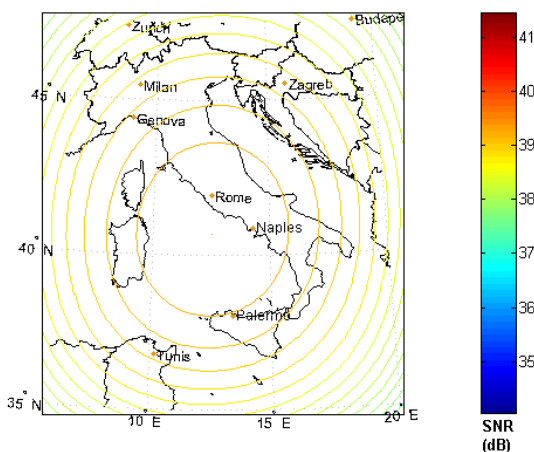 Zurich
Budape
Milan
Zagreb
45° N
Genova
Rome
Naples
40° N
Palermo
Tunis
35° N
10° E
15° E
20° E
41
40
39
38
37
36
35
SNR
(dB)